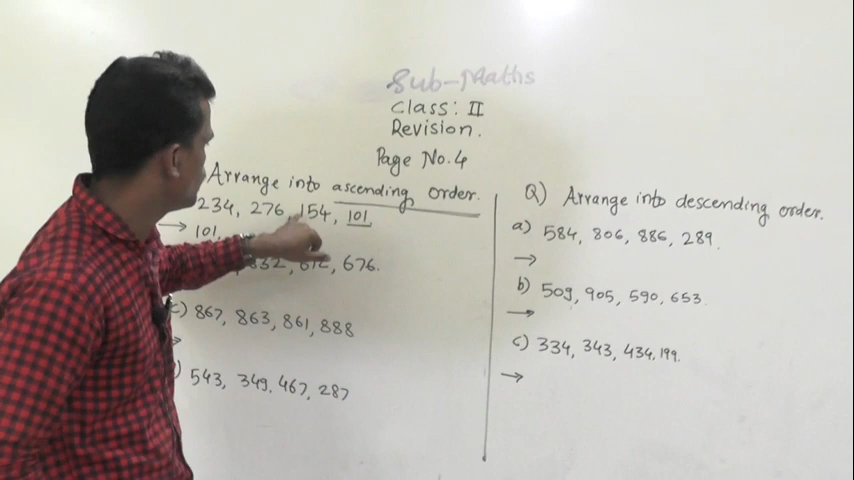 Sub-Maths
Class: II
Revision.
Page No.4
Arrange into ascending order.
234, 276, 154, 101
→ 101,
832, 612, 676.
c) 867, 863, 861, 888
→
) 543, 349, 467, 287
Q) Arrange into descending order.
a) 584, 806, 886, 289.
→
b) 509, 905, 590, 653.
→
c) 334, 343, 434, 199.
→